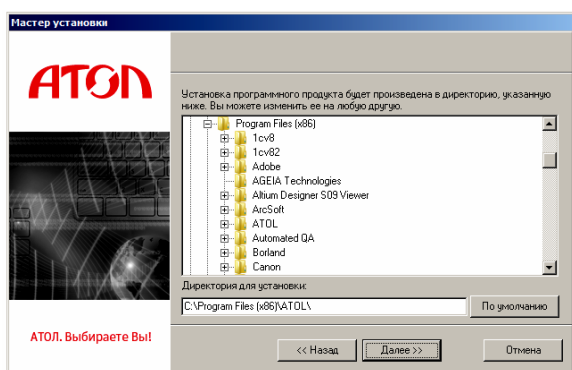 Мастер установки
АТОЛ
Установка программного продукта будет произведена в директорию, указанную
ниже. Вы можете изменить ее на любую другую.
Program Files (x86)
1cv8
1cv82
Adobe
AGEIA Technologies
Altium Designer S09 Viewer
ArcSoft
ATOL
Automated QA
Borland
Canon
Директория для установки:
C:\Program Files (x86)\ATOL\
По умолчанию
АТОЛ. Выбираете Вы!
<< Назад
Далее >>
Отмена